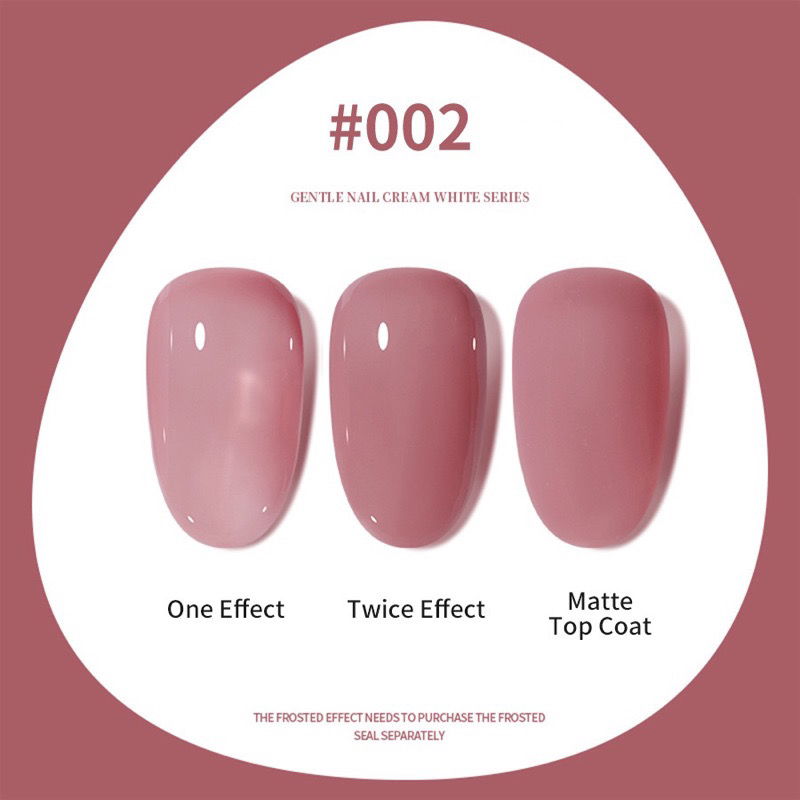 #002
GENTLE NAIL CREAM WHITE SERIES
One Effect
Twice Effect
Matte
Top Coat
THE FROSTED EFFECT NEEDS TO PURCHASE THE FROSTED
SEAL SEPARATELY